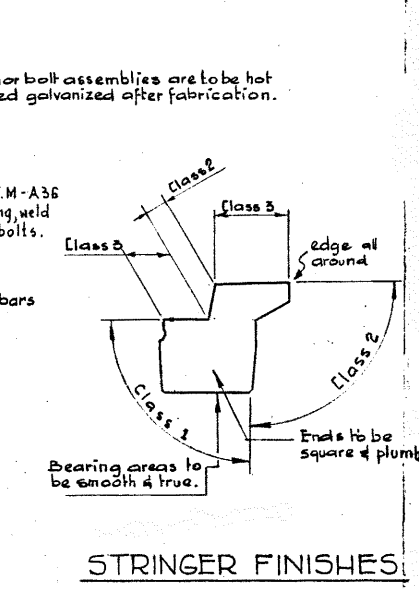 or bolt assemblies are to be hot
ed galvanized after fabrication.
.M-A36
ng, weld
bolts.
bars
Class 2
Class 3
Class 3
edge all
around
Class 2
Class 1
Ends to be
square & plumb
Bearing areas to
be smooth & true.
STRINGER FINISHES